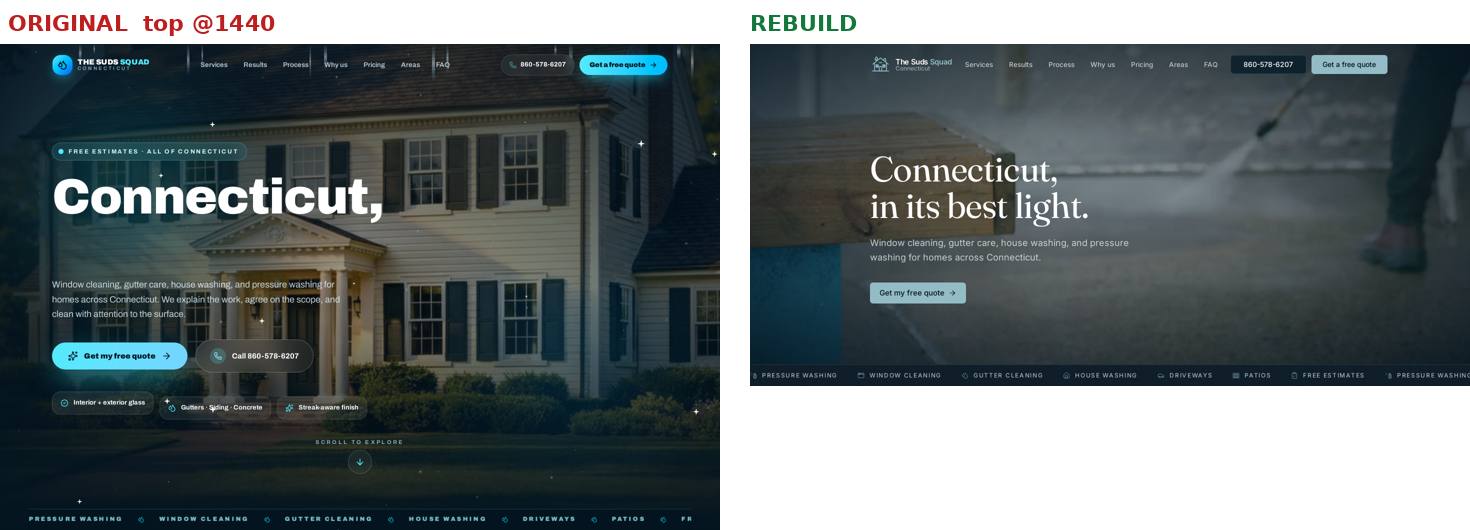 ORIGINAL top @1440
THE SUDS SQUAD
CONNECTICUT
Services Results Process Why us Pricing Areas FAQ
860-578-6207
Get a free quote
FREE ESTIMATES · ALL OF CONNECTICUT
Connecticut,
Window cleaning, gutter care, house washing, and pressure washing for
homes across Connecticut. We explain the work, agree on the scope, and
clean with attention to the surface.
Get my free quote
Call 860-578-6207
Interior + exterior glass
Gutters · Siding · Concrete
Streak-aware finish
SCROLL TO EXPLORE
PRESSURE WASHING WINDOW CLEANING GUTTER CLEANING HOUSE WASHING DRIVEWAYS PATIOS FR
REBUILD
The Suds Squad
Connecticut
Services Results Process Why us Pricing Areas FAQ
860-578-6207
Get a free quote
Connecticut,
in its best light.
Window cleaning, gutter care, house washing, and pressure
washing for homes across Connecticut.
Get my free quote
PRESSURE WASHING WINDOW CLEANING GUTTER CLEANING HOUSE WASHING DRIVEWAYS PATIOS FREE ESTIMATES PRESSURE WASHING